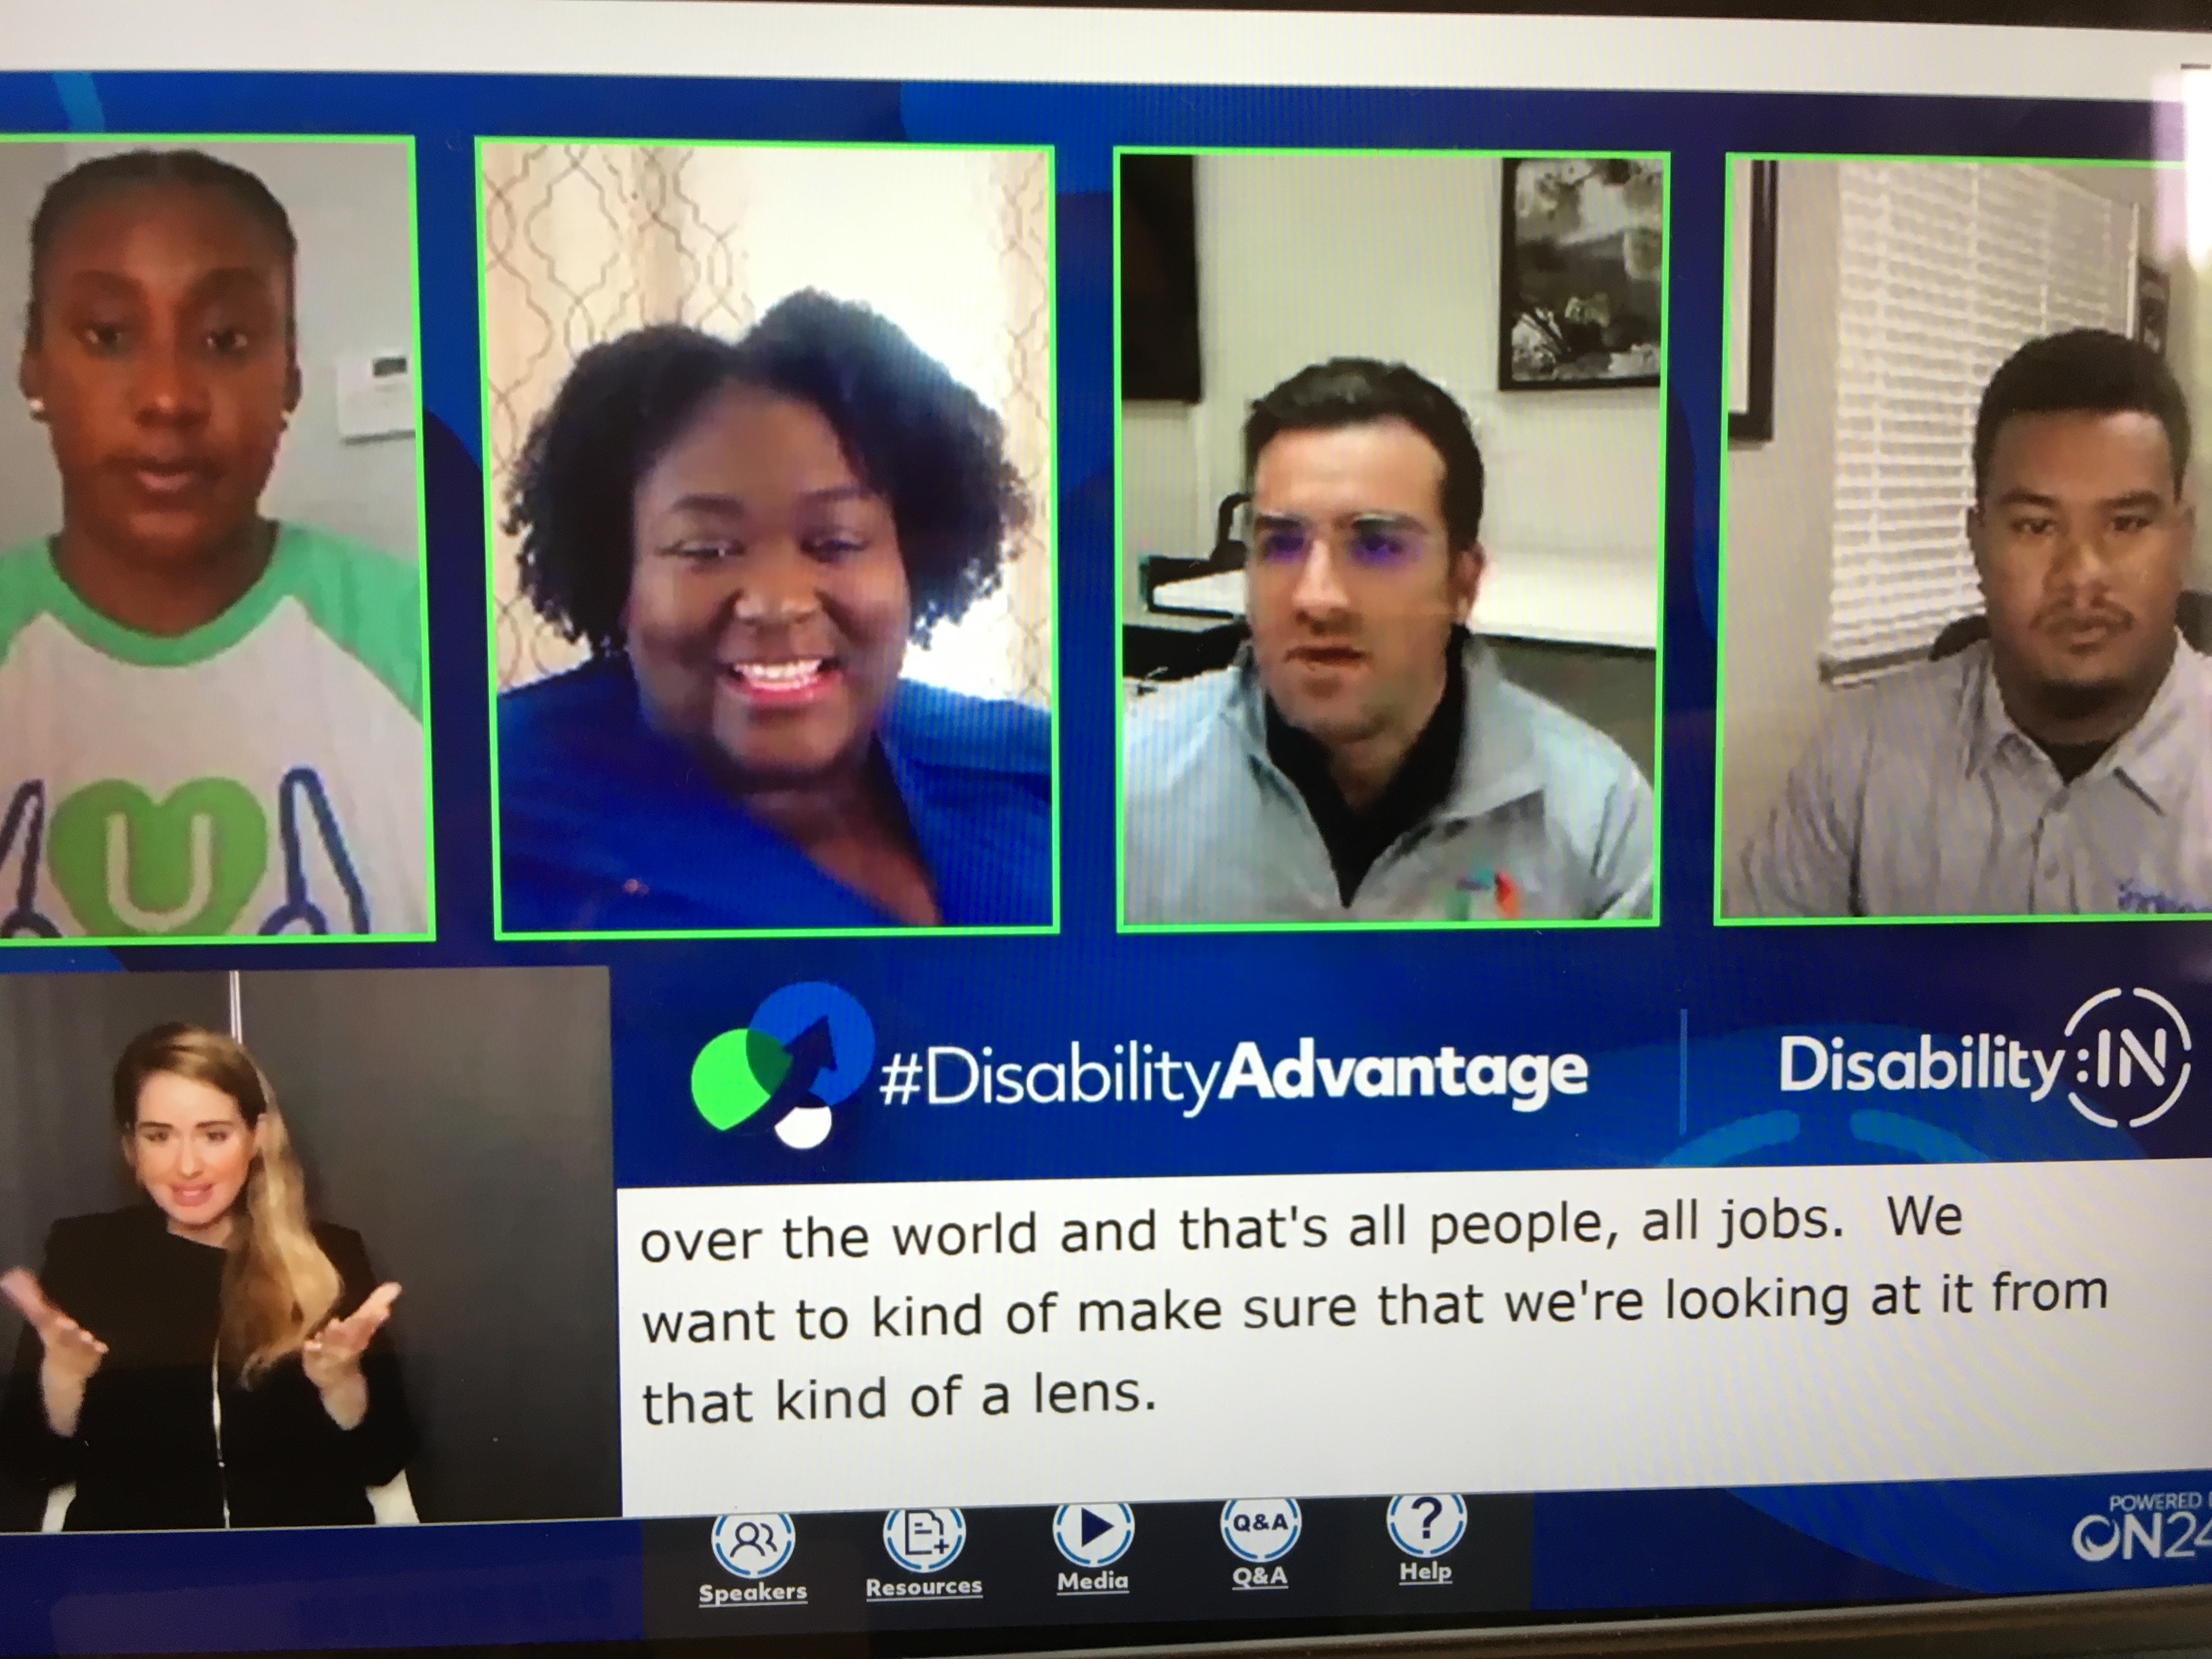 U
#DisabilityAdvantage
Disability:IN
over the world and that's all people, all jobs.  We
want to kind of make sure that we're looking at it from
that kind of a lens.
Speakers
Resources
Media
Q&A
Q&A
?
Help
POWERED
ON24